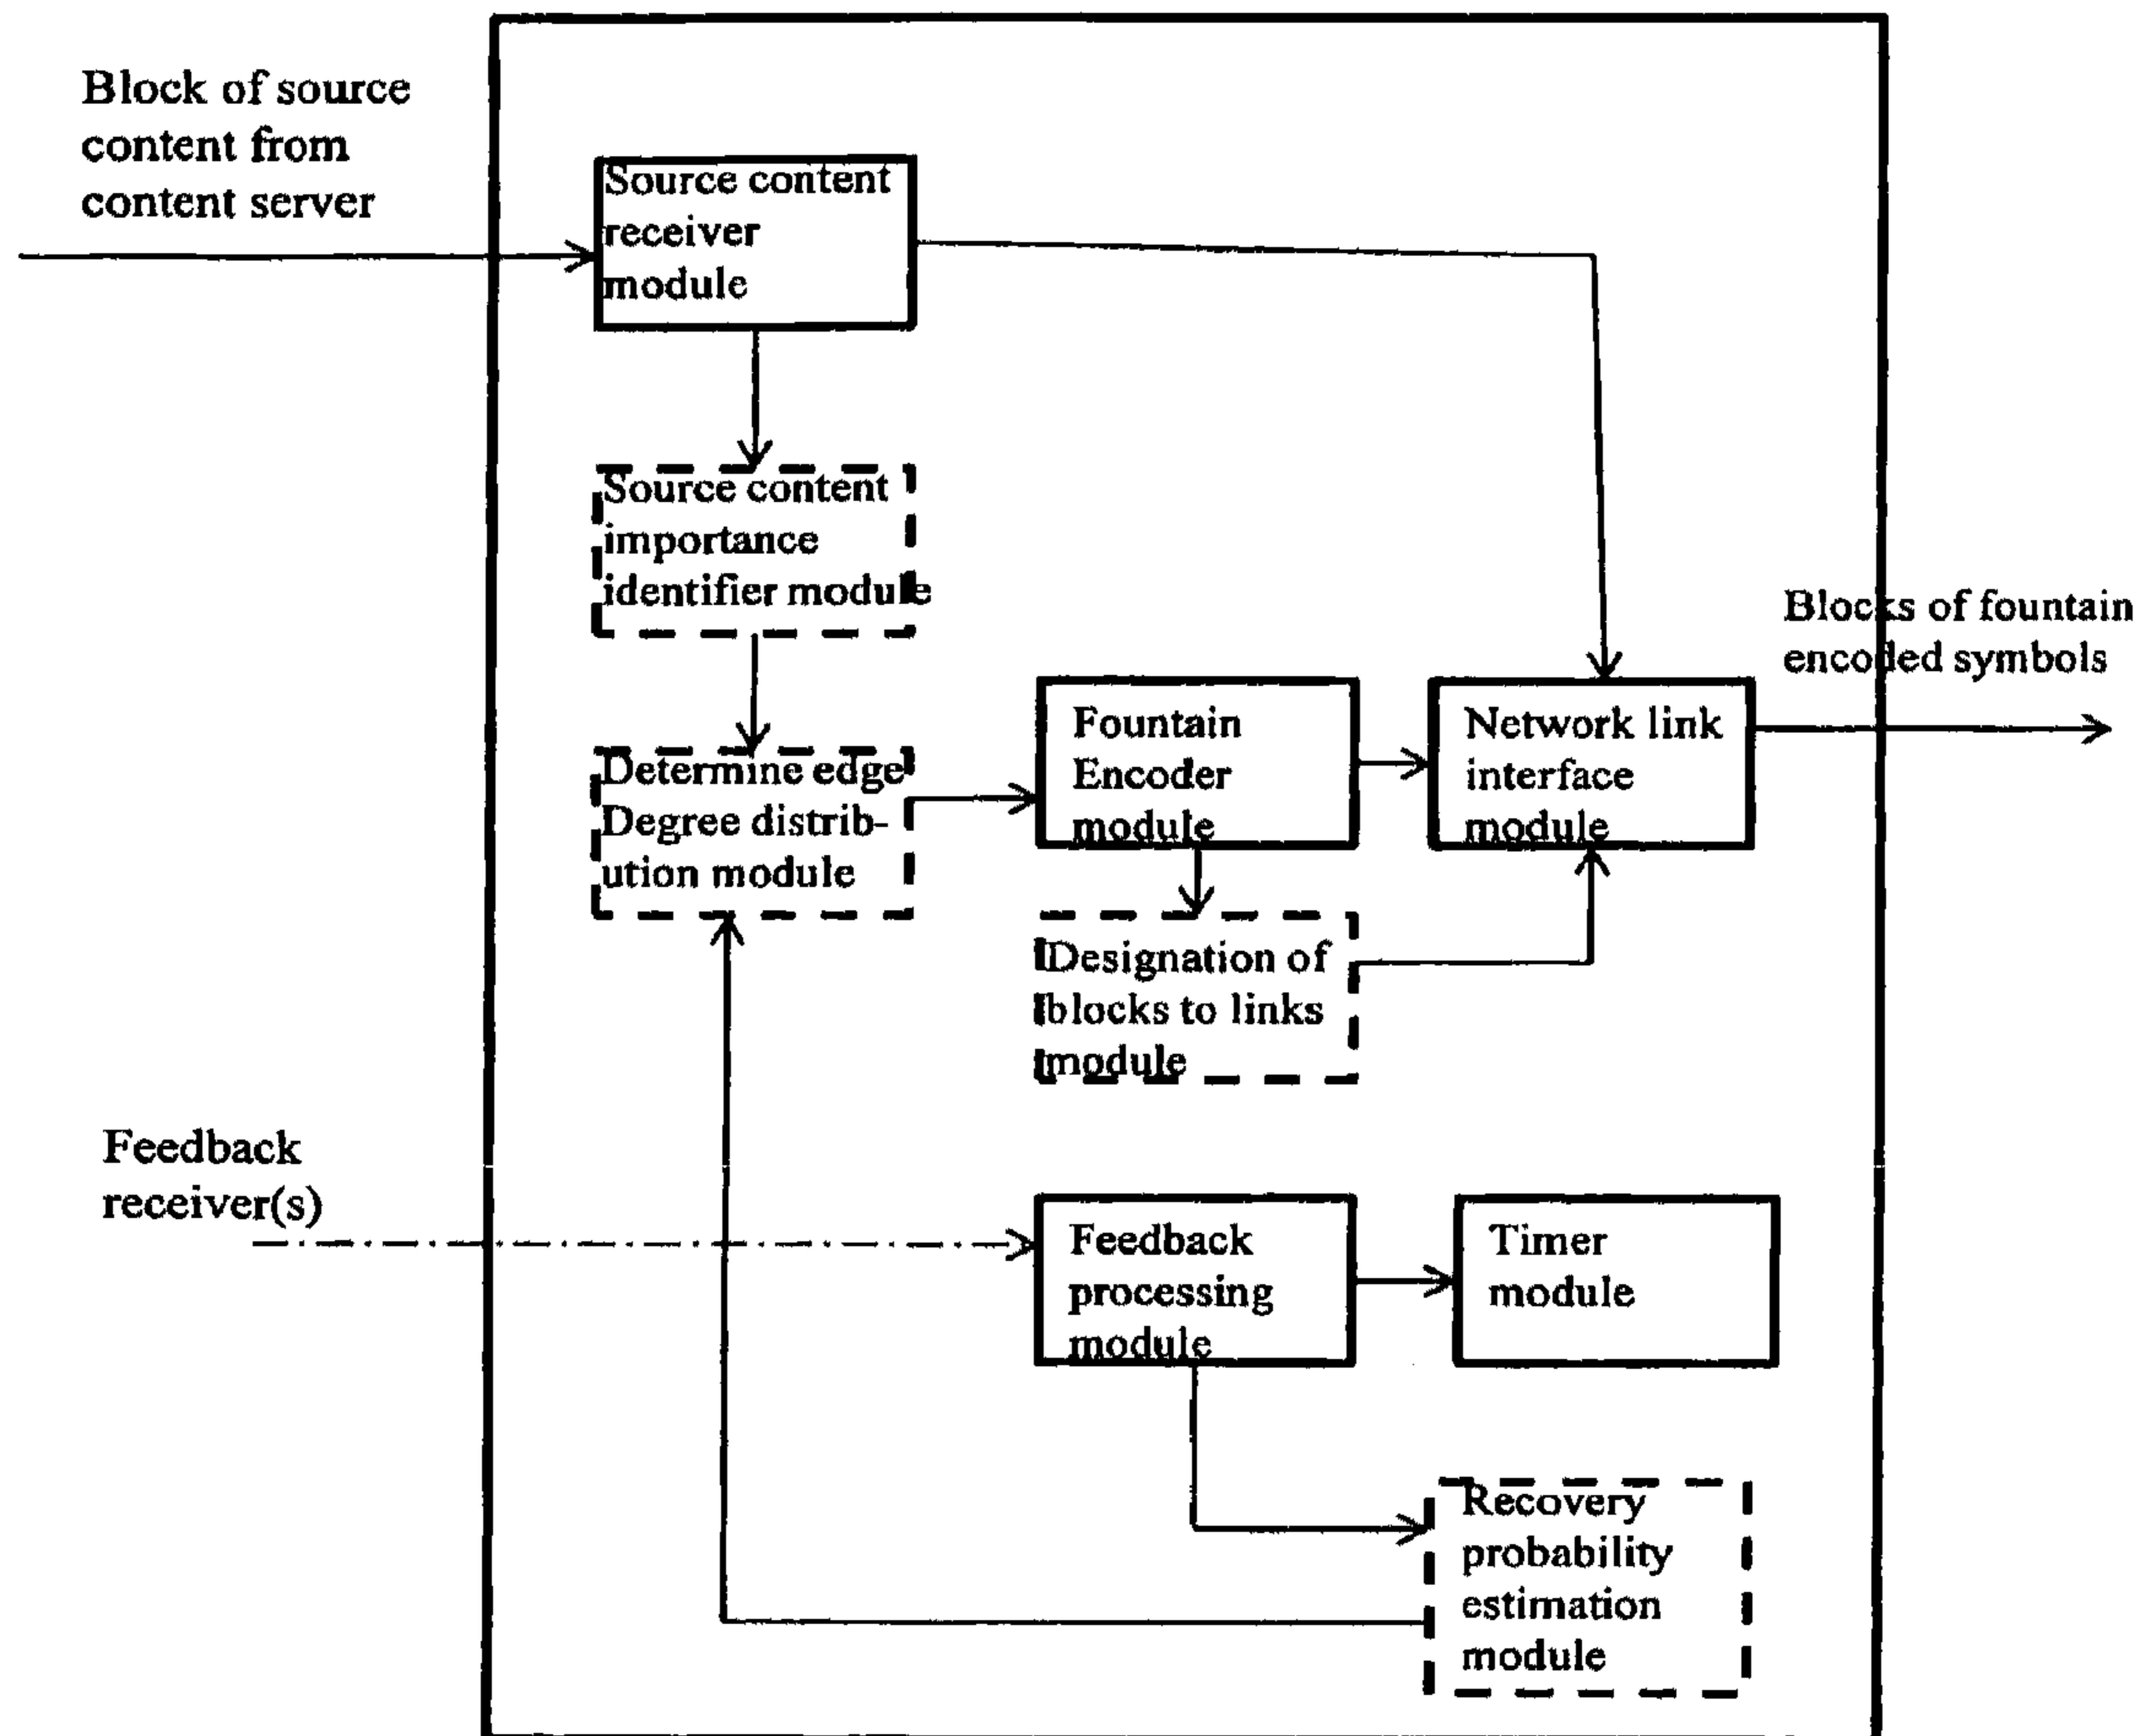 Block of source
content from
content server
Source content
receiver
module
Source content
importance
identifier module
Blocks of fountain
encoded symbols
Determine edge
Degree distrib-
ution module
Fountain
Encoder
module
Network link
interface
module
Designation of
blocks to links
module
Feedback
receiver(s)
Feedback
processing
module
Timer
module
Recovery
probability
estimation
module